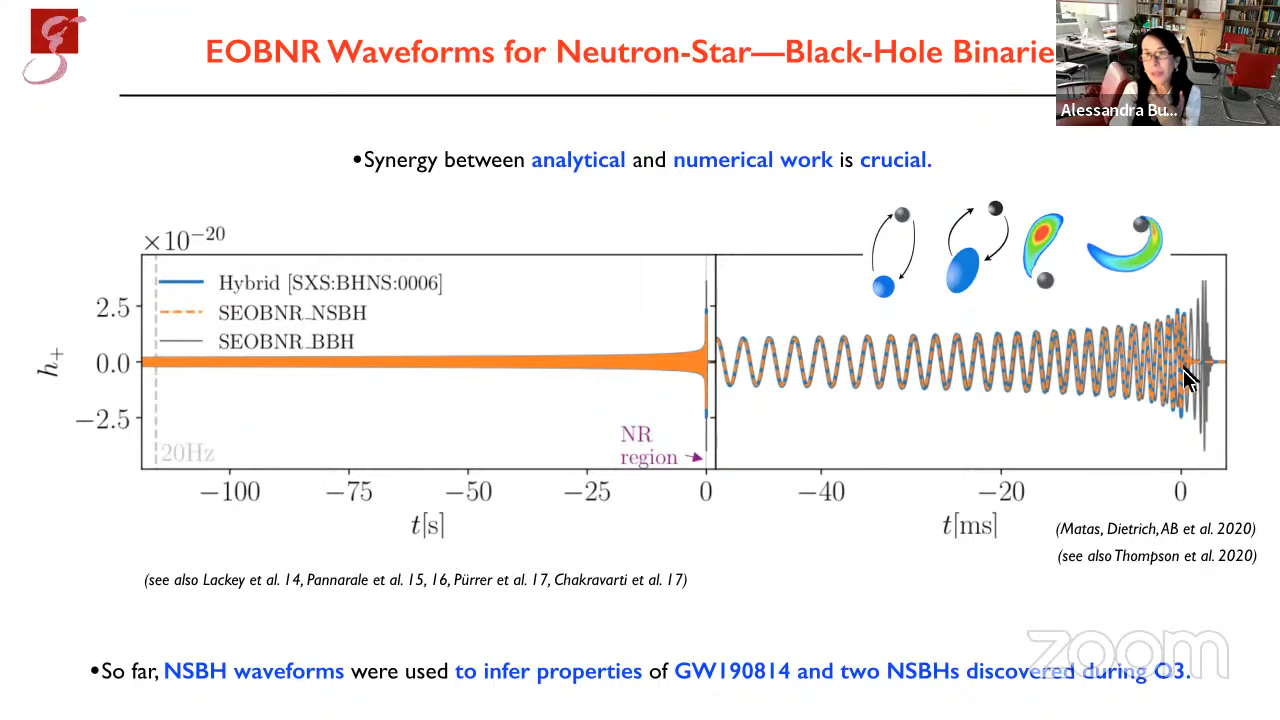 EOBNR Waveforms for Neutron-Star—Black-Hole Binarie
Alessandra Bu...
•Synergy between analytical and numerical work is crucial.
×10⁻²⁰
Hybrid [SXS:BHNS:0006]
SEOBNR_NSBH
SEOBNR_BBH
2.5
0.0
−2.5
h₊
20Hz
NR
region
−100 −75 −50 −25 0 −40 −20 0
t[s] t[ms]
(Matas, Dietrich, AB et al. 2020)
(see also Thompson et al. 2020)
(see also Lackey et al. 14, Pannarale et al. 15, 16, Pürrer et al. 17, Chakravarti et al. 17)
zoom
•So far, NSBH waveforms were used to infer properties of GW190814 and two NSBHs discovered during O3.